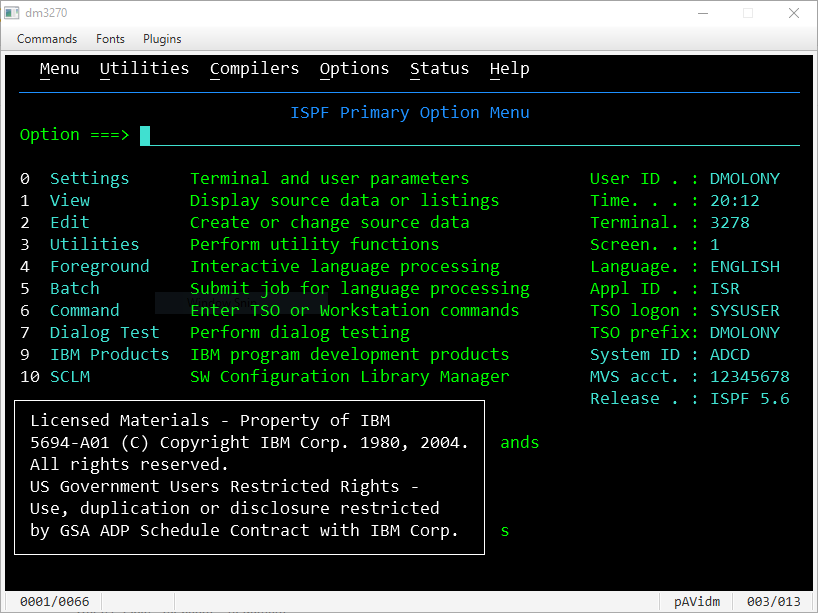 dm3270
Commands Fonts Plugins
Menu Utilities Compilers Options Status Help
ISPF Primary Option Menu
Option ===>
0 Settings Terminal and user parameters User ID . : DMOLONY
1 View Display source data or listings Time. . . : 20:12
2 Edit Create or change source data Terminal. : 3278
3 Utilities Perform utility functions Screen. . : 1
4 Foreground Interactive language processing Language. : ENGLISH
5 Batch Submit job for language processing Appl ID . : ISR
6 Command Enter TSO or Workstation commands TSO logon : SYSUSER
7 Dialog Test Perform dialog testing TSO prefix: DMOLONY
9 IBM Products IBM program development products System ID : ADCD
10 SCLM SW Configuration Library Manager MVS acct. : 12345678
Release . : ISPF 5.6
Licensed Materials - Property of IBM
5694-A01 (C) Copyright IBM Corp. 1980, 2004. ands
All rights reserved.
US Government Users Restricted Rights -
Use, duplication or disclosure restricted
by GSA ADP Schedule Contract with IBM Corp. s
0001/0066 pAVidm 003/013